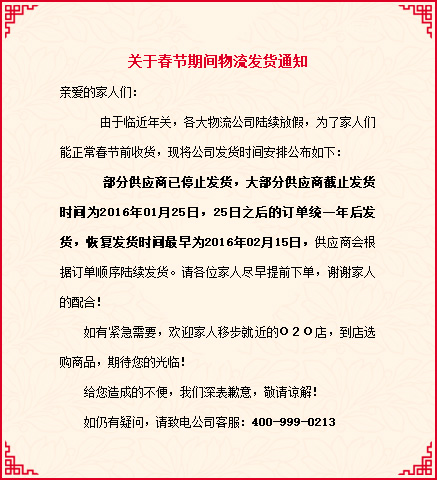 关于春节期间物流发货通知
亲爱的家人们：
由于临近年关，各大物流公司陆续放假，为了家人们
能正常春节前收货，现将公司发货时间安排公布如下：
部分供应商已停止发货，大部分供应商截止发货
时间为2016年01月25日，25日之后的订单统一年后发
货，恢复发货时间最早为2016年02月15日，供应商会根
据订单顺序陆续发货。请各位家人尽早提前下单，谢谢家人
的配合！
如有紧急需要，欢迎家人移步就近的O2O店，到店选
购商品，期待您的光临！
给您造成的不便，我们深表歉意，敬请谅解！
如仍有疑问，请致电公司客服：400-999-0213